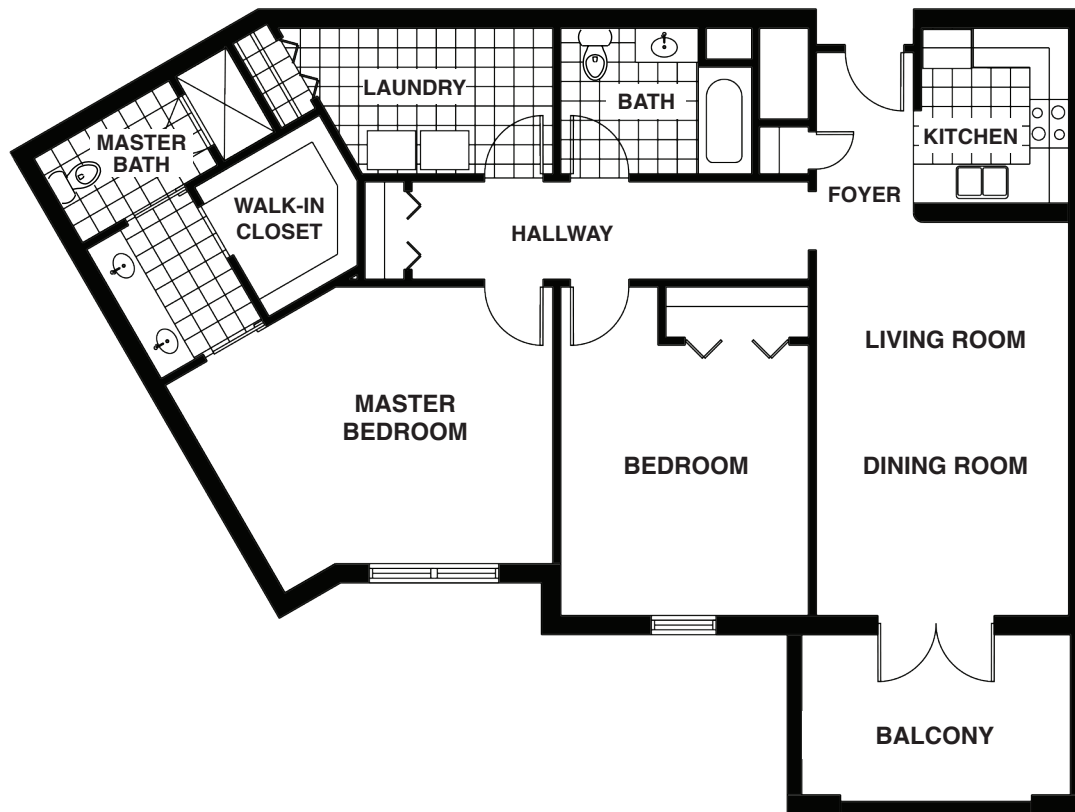 LAUNDRY
BATH
MASTER
BATH
KITCHEN
WALK-IN
CLOSET
FOYER
HALLWAY
LIVING ROOM
MASTER
BEDROOM
BEDROOM
DINING ROOM
BALCONY